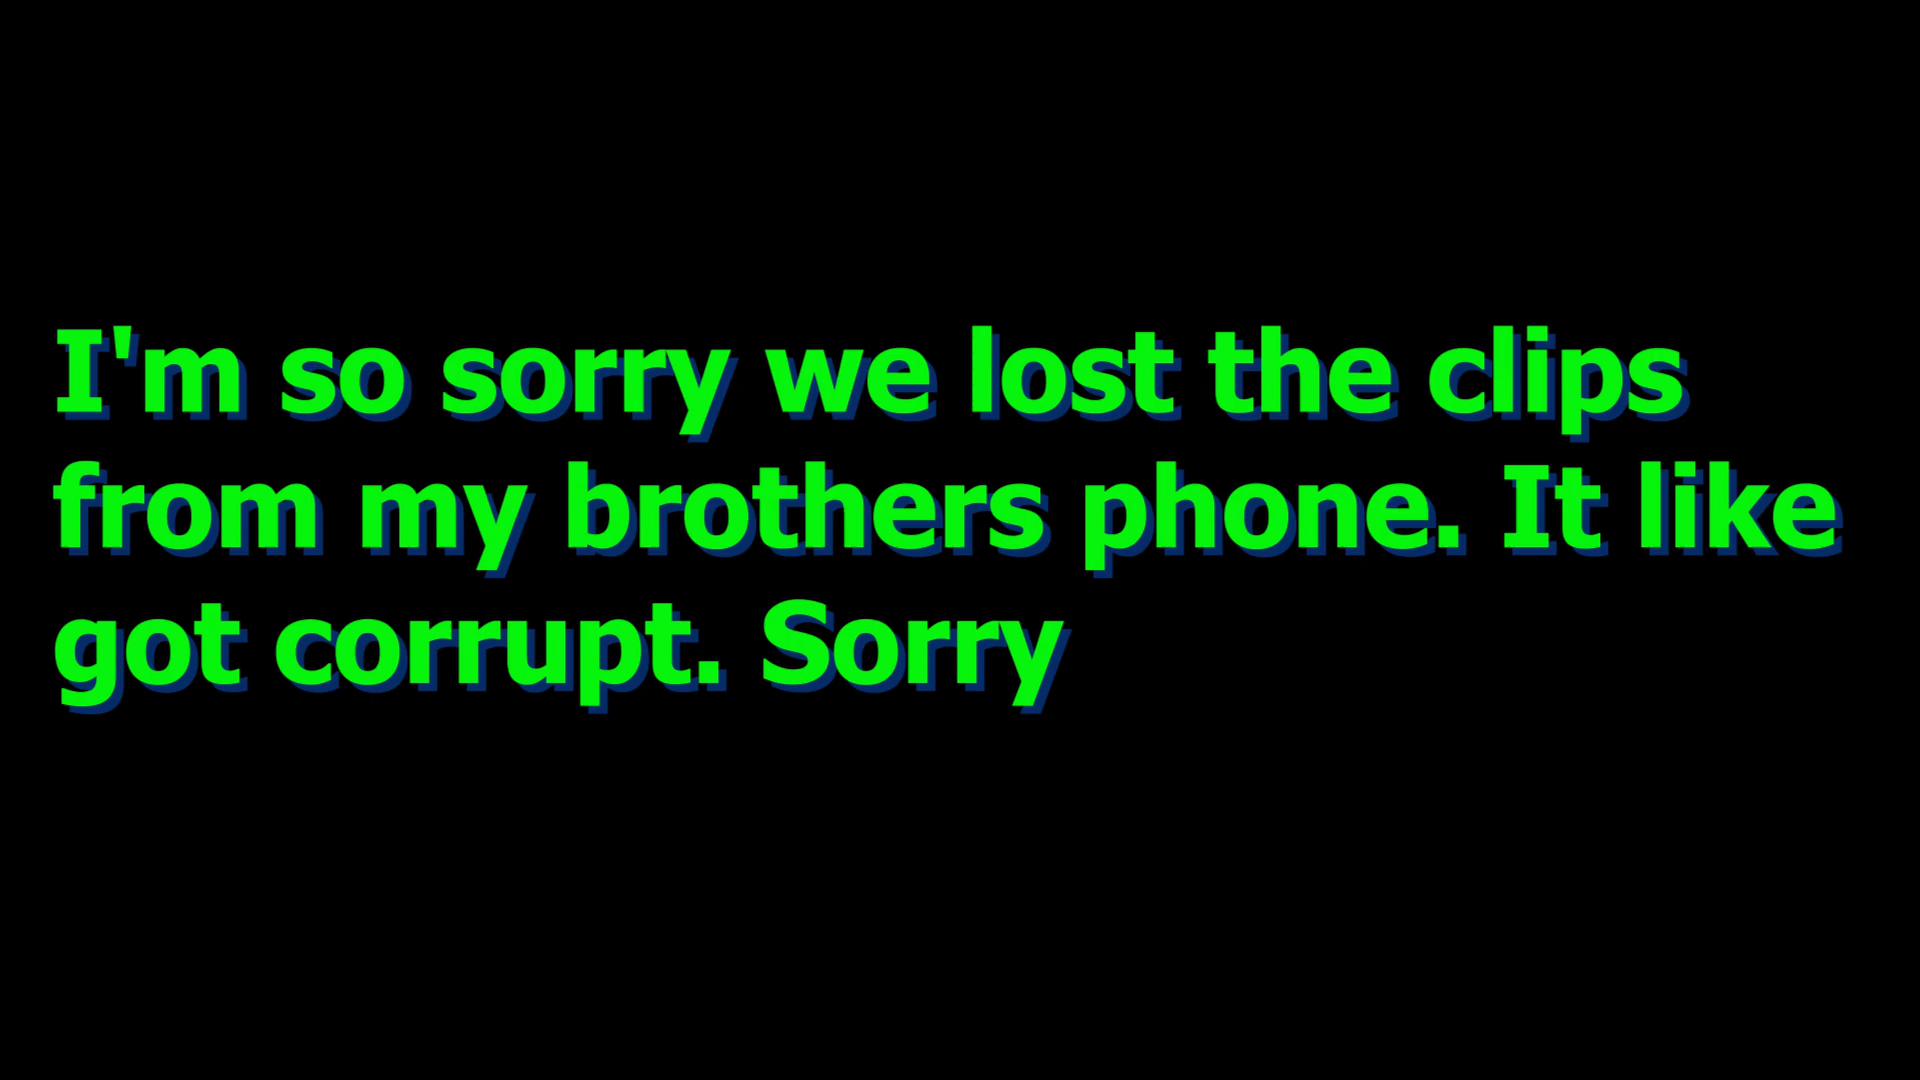 I'm so sorry we lost the clips
from my brothers phone. It like
got corrupt. Sorry